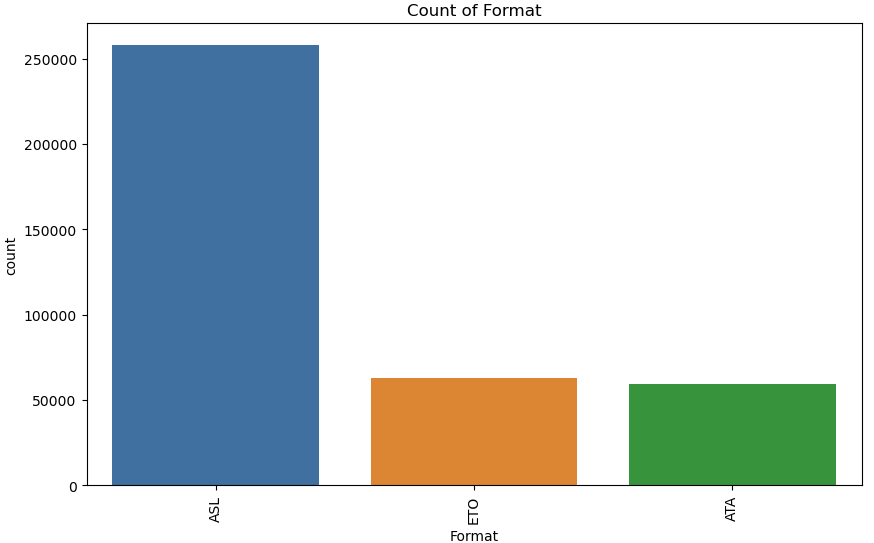 Count of Format
250000
200000
150000
100000
50000
0
count
ASL
ETO
ATA
Format